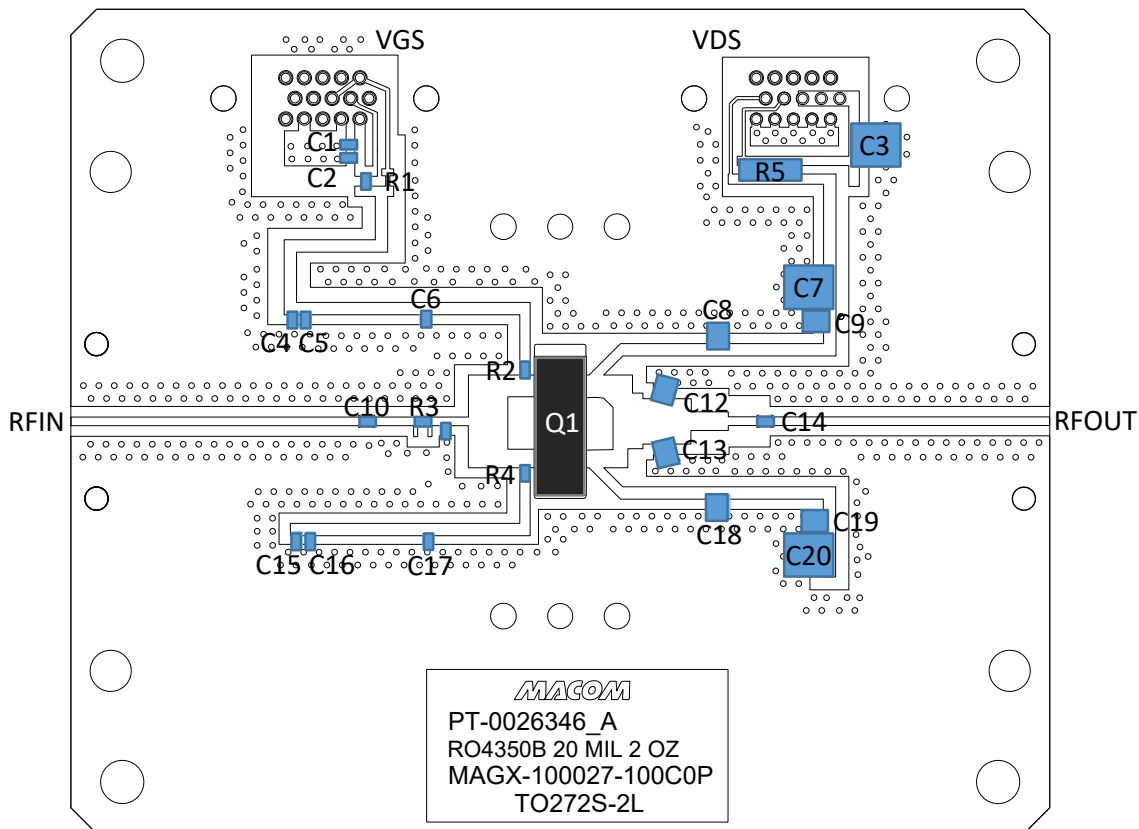 VGS
VDS
C1
C2
R1
C3
R5
C7
C6
C8
C9
C4
C5
R2
C12
RFIN
C10
R3
Q1
C14
RFOUT
C13
R4
C18
C19
C15
C16
C17
C20
MACOM
PT-0026346_A
RO4350B 20 MIL 2 OZ
MAGX-100027-100C0P
TO272S-2L